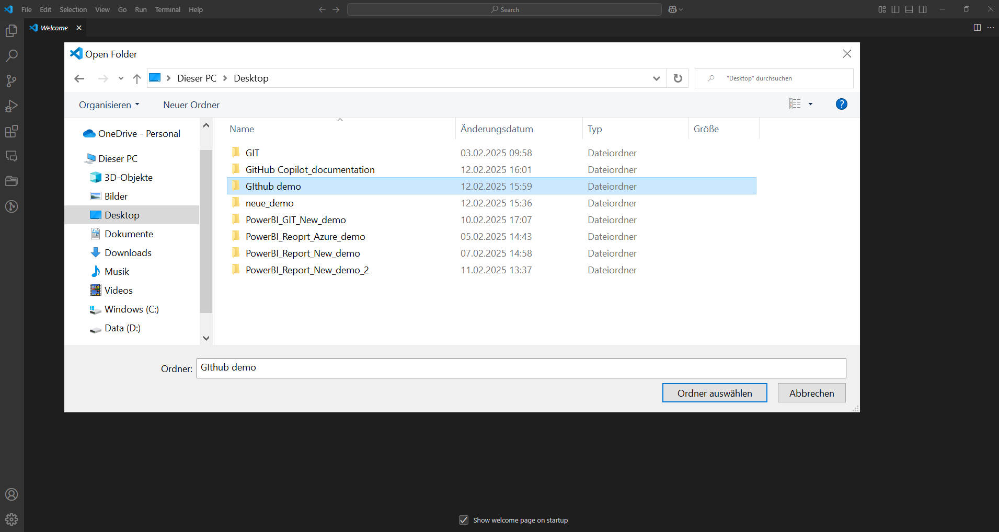 File Edit Selection View Go Run Terminal Help Search
Welcome
Open Folder
Dieser PC Desktop "Desktop" durchsuchen
Organisieren Neuer Ordner ?
Name Änderungsdatum Typ Größe
OneDrive - Personal
Dieser PC
3D-Objekte
Bilder
Desktop
Dokumente
Downloads
Musik
Videos
Windows (C:)
Data (D:)
GIT 03.02.2025 09:58 Dateiordner
GitHub Copilot_documentation 12.02.2025 16:01 Dateiordner
GIthub demo 12.02.2025 15:59 Dateiordner
neue_demo 12.02.2025 15:36 Dateiordner
PowerBI_GIT_New_demo 10.02.2025 17:07 Dateiordner
PowerBI_Reoprt_Azure_demo 05.02.2025 14:43 Dateiordner
PowerBI_Report_New_demo 07.02.2025 14:58 Dateiordner
PowerBI_Report_New_demo_2 11.02.2025 13:37 Dateiordner
Ordner: GIthub demo
Ordner auswählen Abbrechen
Show welcome page on startup